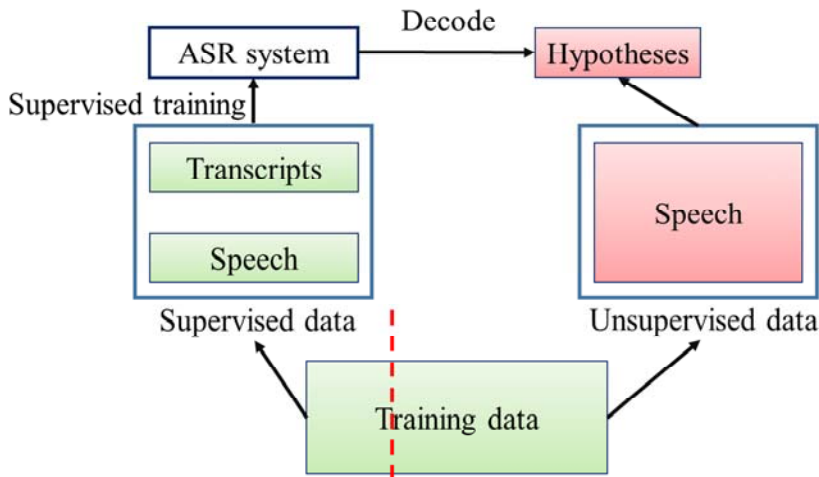 Decode
ASR system
Hypotheses
Supervised training
Transcripts
Speech
Speech
Supervised data
Unsupervised data
Training data